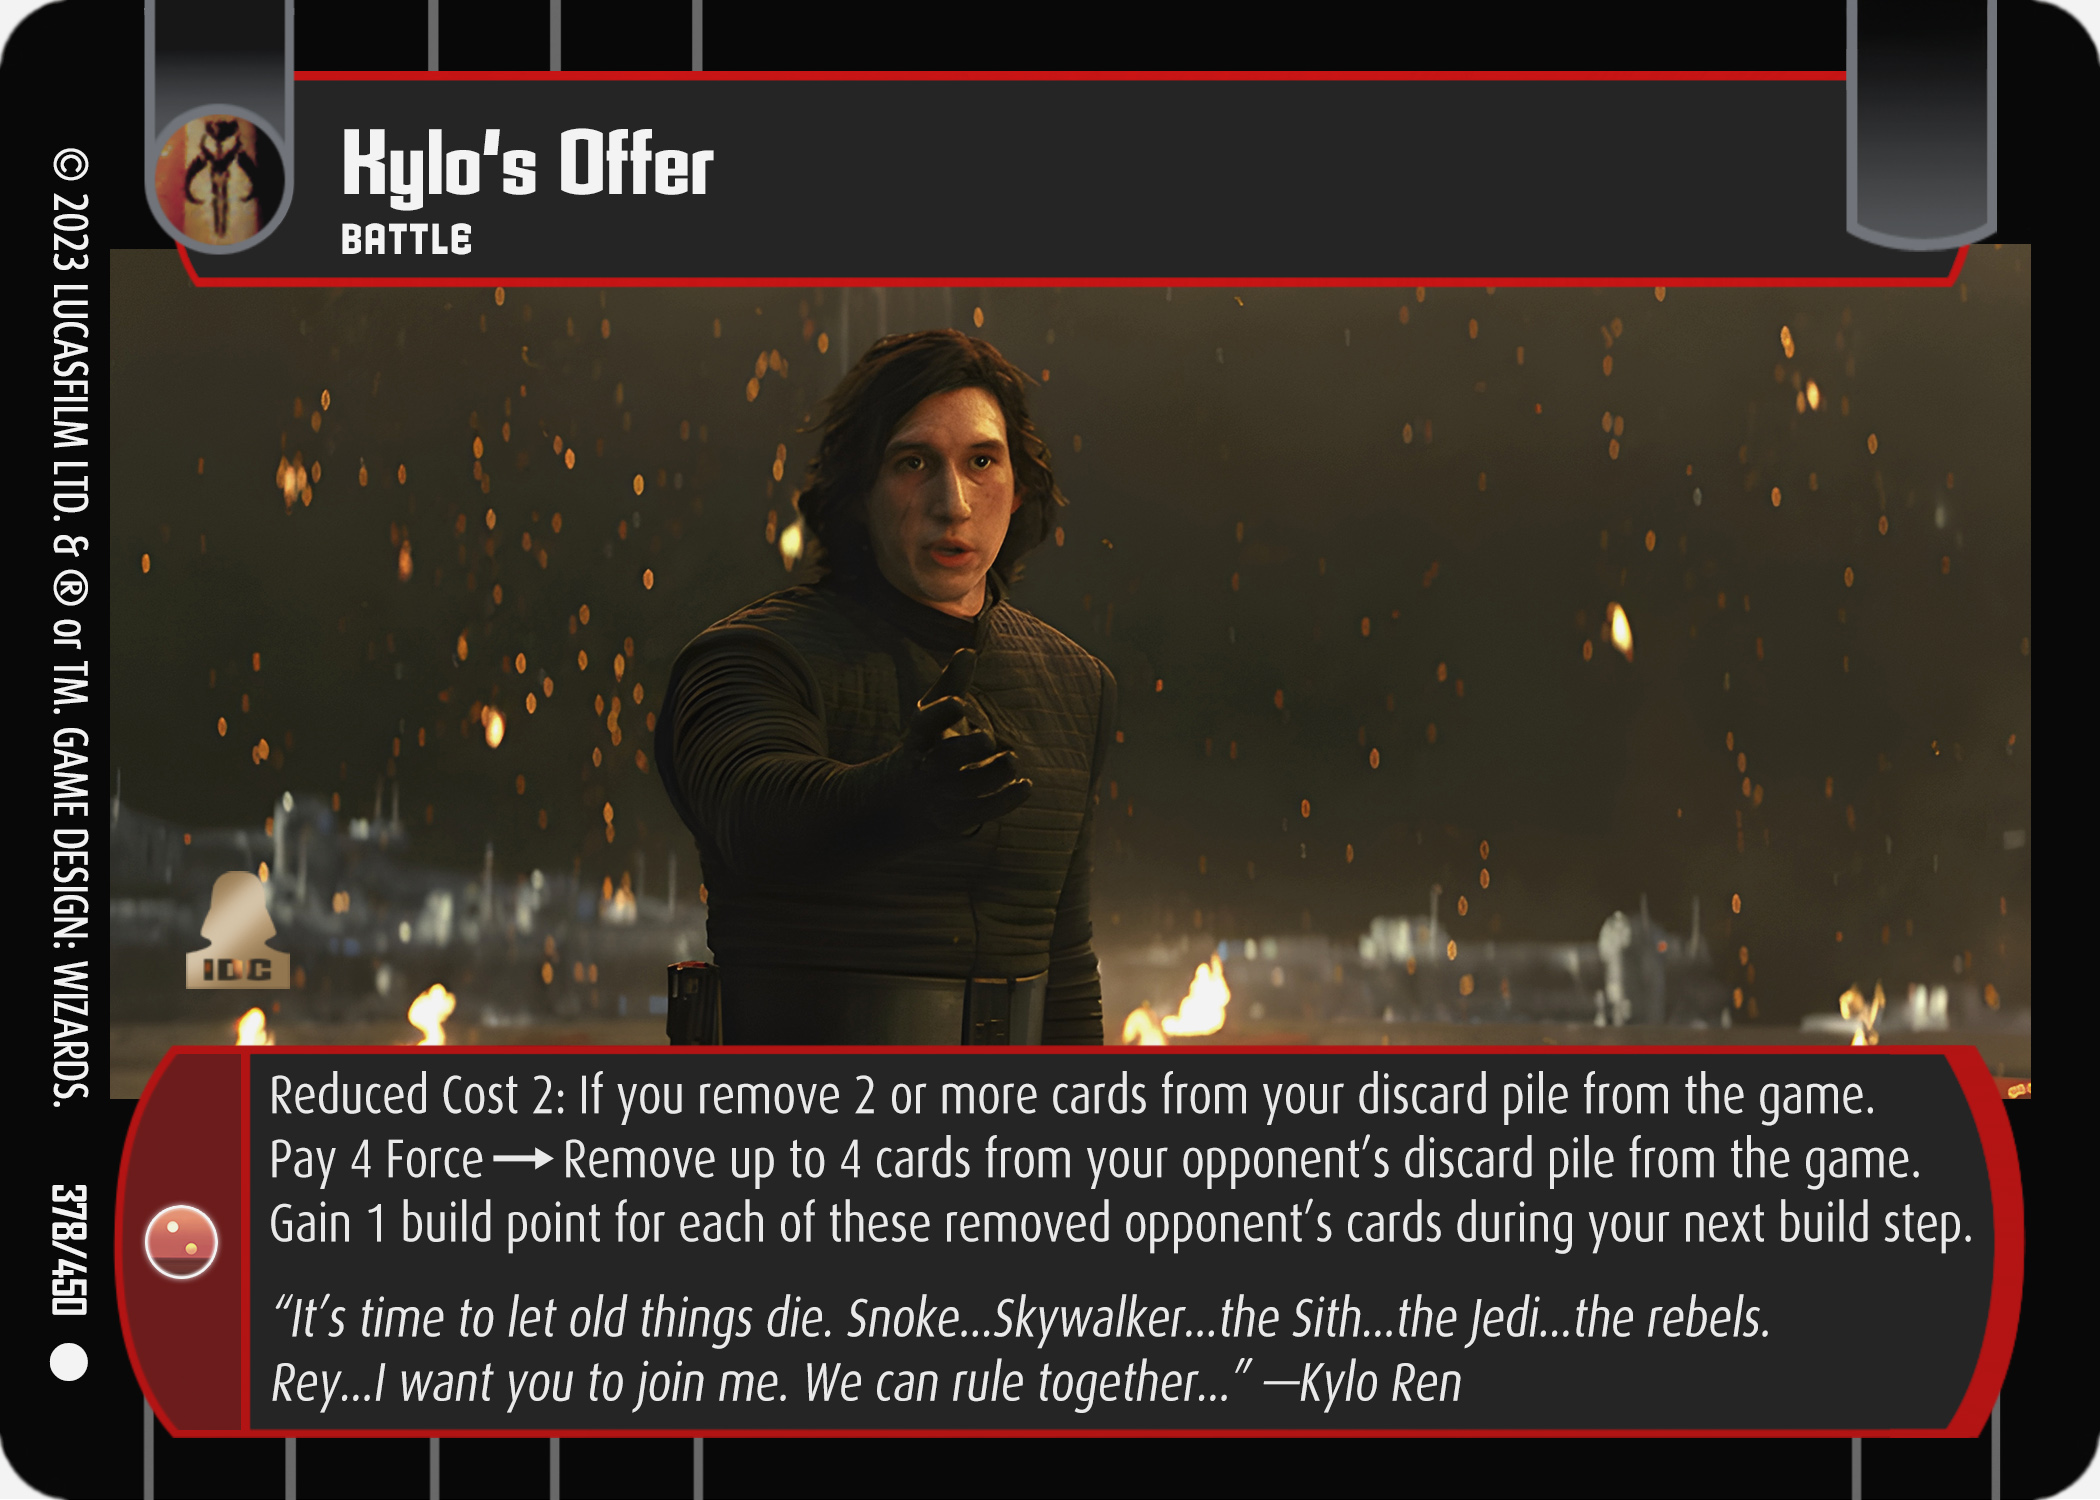 Kylo's Offer
BATTLE
© 2023 LUCASFILM LTD. & ® or TM. GAME DESIGN: WIZARDS.
378/450
IDC
Reduced Cost 2: If you remove 2 or more cards from your discard pile from the game.
Pay 4 Force → Remove up to 4 cards from your opponent's discard pile from the game.
Gain 1 build point for each of these removed opponent's cards during your next build step.
“It's time to let old things die. Snoke...Skywalker...the Sith...the Jedi...the rebels.
Rey...I want you to join me. We can rule together...” —Kylo Ren